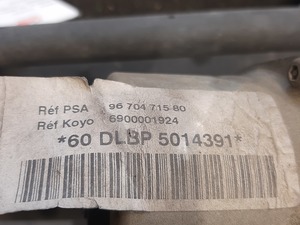 Réf PSA 96 704 715 80
Réf Koyo 6900001924
*60 DLBP 5014391*